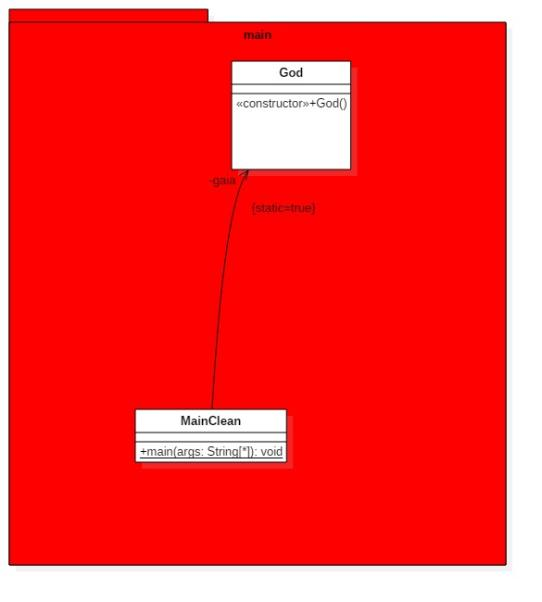 main
God
«constructor»+God()
-gaia
{static=true}
MainClean
+main(args: String[*]): void